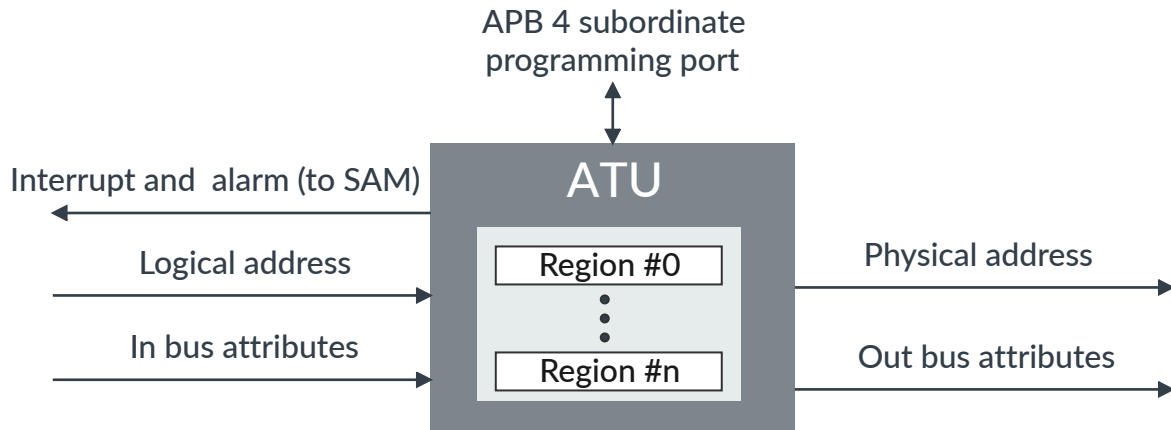 APB 4 subordinate
programming port
ATU
Interrupt and alarm (to SAM)
Logical address
In bus attributes
Region #0
Region #n
Physical address
Out bus attributes